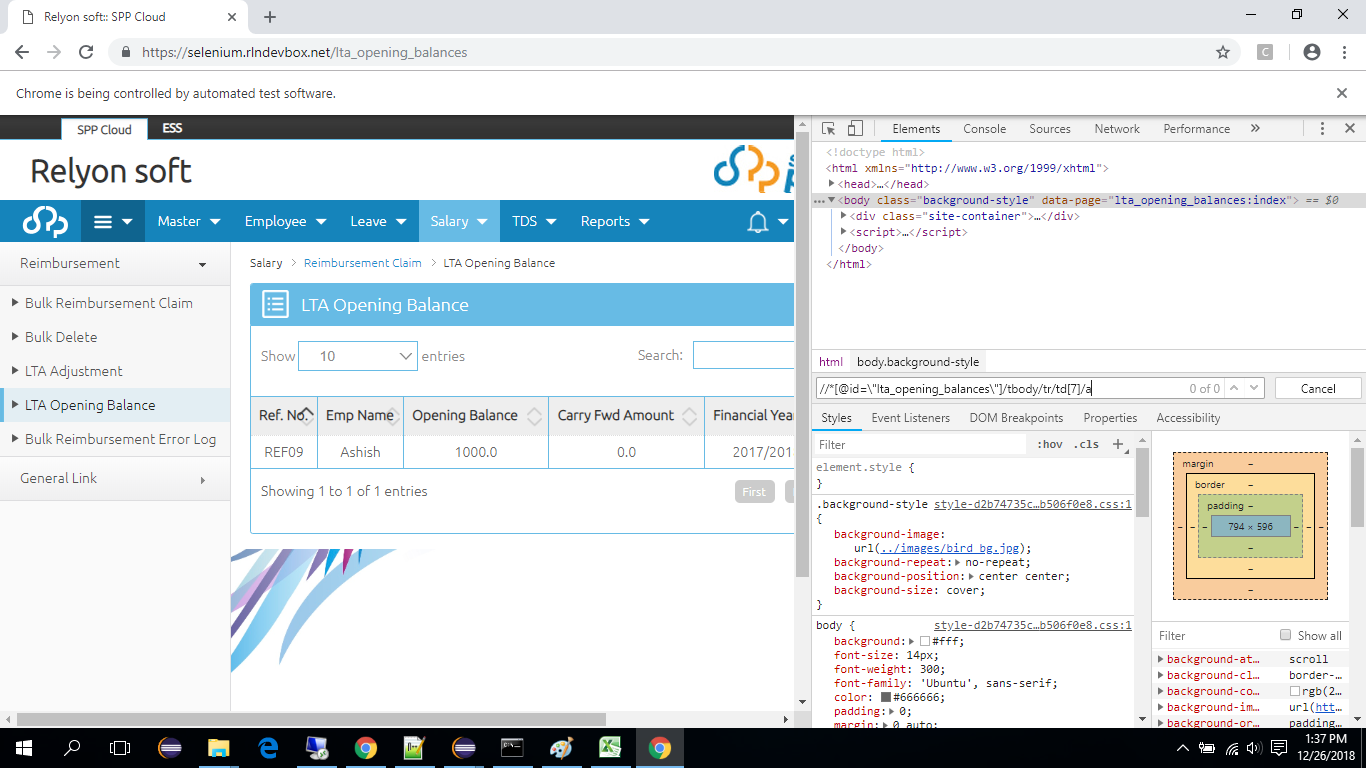 Relyon soft:: SPP Cloud
https://selenium.rlndevbox.net/lta_opening_balances
C
Chrome is being controlled by automated test software.
SPP Cloud ESS
Relyon soft
Master Employee Leave Salary TDS Reports
Reimbursement
Bulk Reimbursement Claim
Bulk Delete
LTA Adjustment
LTA Opening Balance
Bulk Reimbursement Error Log
General Link
Salary > Reimbursement Claim > LTA Opening Balance
LTA Opening Balance
Show 10 entries Search:
Ref. No. Emp Name Opening Balance Carry Fwd Amount Financial Yea
REF09 Ashish 1000.0 0.0 2017/201
Showing 1 to 1 of 1 entries First
Elements Console Sources Network Performance »
<!doctype html>
<html xmlns="http://www.w3.org/1999/xhtml">
<head>…</head>
…<body class="background-style" data-page="lta_opening_balances:index"> == $0
<div class="site-container">…</div>
<script>…</script>
</body>
</html>
html body.background-style
//*[@id=\"lta_opening_balances\"]/tbody/tr/td[7]/a 0 of 0 Cancel
Styles Event Listeners DOM Breakpoints Properties Accessibility
Filter :hov .cls +
element.style {
}
.background-style style-d2b74735c…b506f0e8.css:1
{
background-image:
url(../images/bird_bg.jpg);
background-repeat: no-repeat;
background-position: center center;
background-size: cover;
}
body { style-d2b74735c…b506f0e8.css:1
background: #fff;
font-size: 14px;
font-weight: 300;
font-family: 'Ubuntu', sans-serif;
color: #666666;
padding: 0;
margin: 0 auto;
margin –
border –
padding –
– – – 794 × 596 – – –
–
–
–
Filter Show all
background-at… scroll
background-cl… border-…
background-co… rgb(2…
background-im… url(htt…
background-or… padding…
1:37 PM
12/26/2018